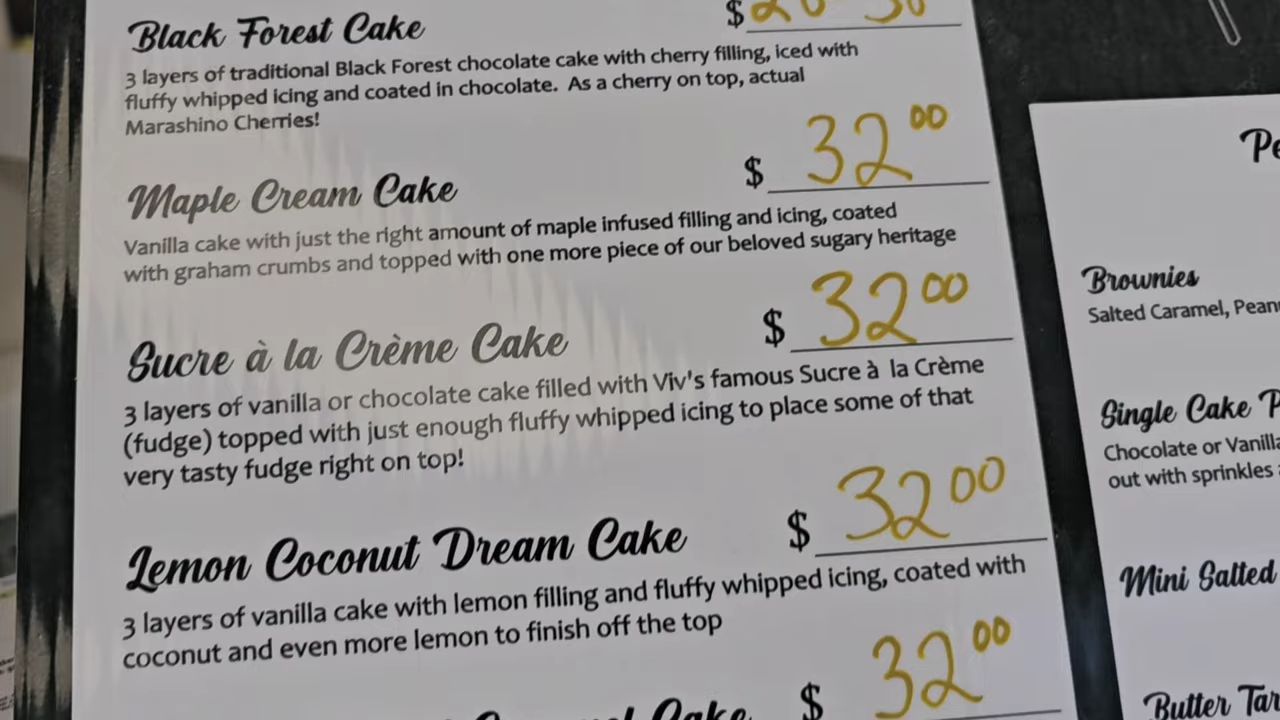 Black Forest Cake $
3 layers of traditional Black Forest chocolate cake with cherry filling, iced with
fluffy whipped icing and coated in chocolate. As a cherry on top, actual
Marashino Cherries!
Maple Cream Cake $ 32 00
Vanilla cake with just the right amount of maple infused filling and icing, coated
with graham crumbs and topped with one more piece of our beloved sugary heritage
Sucre à la Crème Cake $ 32 00
3 layers of vanilla or chocolate cake filled with Viv's famous Sucre à la Crème
(fudge) topped with just enough fluffy whipped icing to place some of that
very tasty fudge right on top!
Lemon Coconut Dream Cake $ 32 00
3 layers of vanilla cake with lemon filling and fluffy whipped icing, coated with
coconut and even more lemon to finish off the top
Cake $ 32 00
Brownies
Salted Caramel,
Single Cake
Chocolate or
out with sprinkles
Mini Salted
Butter